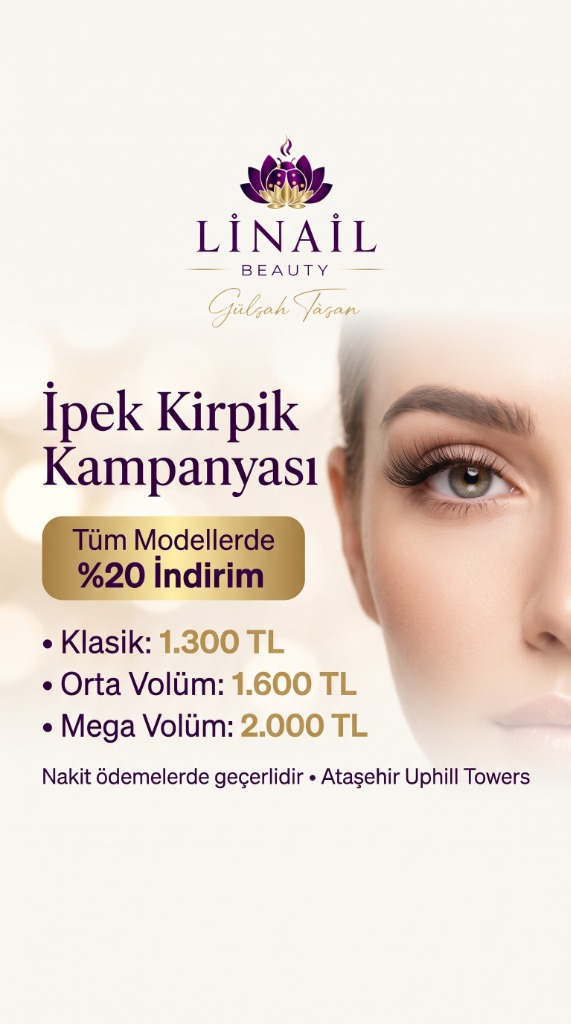 LİNAİL
BEAUTY
Gülşah Taşan
İpek Kirpik
Kampanyası
Tüm Modellerde
%20 İndirim
• Klasik: 1.300 TL
• Orta Volüm: 1.600 TL
• Mega Volüm: 2.000 TL
Nakit ödemelerde geçerlidir • Ataşehir Uphill Towers